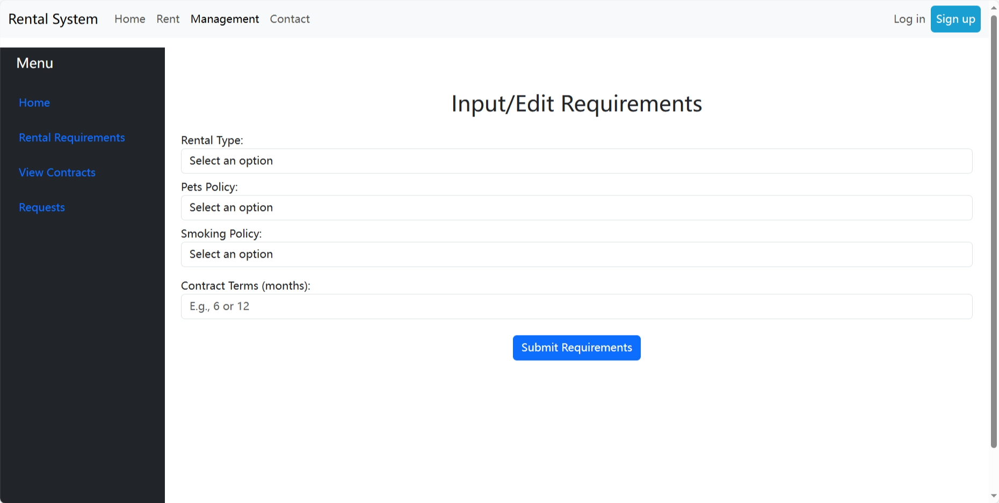 Rental System Home Rent Management Contact Log in Sign up
Menu
Home
Rental Requirements
View Contracts
Requests
Input/Edit Requirements
Rental Type:
Select an option
Pets Policy:
Select an option
Smoking Policy:
Select an option
Contract Terms (months):
E.g., 6 or 12
Submit Requirements